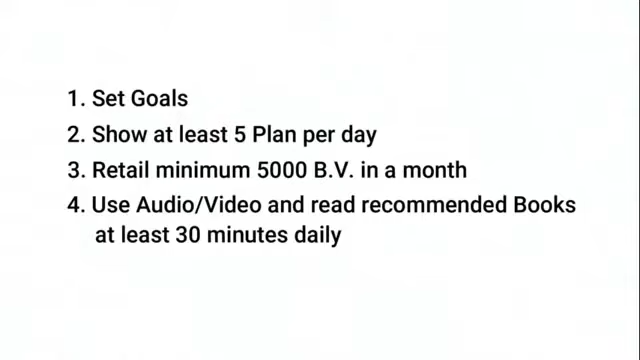 1. Set Goals
2. Show at least 5 Plan per day
3. Retail minimum 5000 B.V. in a month
4. Use Audio/Video and read recommended Books
at least 30 minutes daily